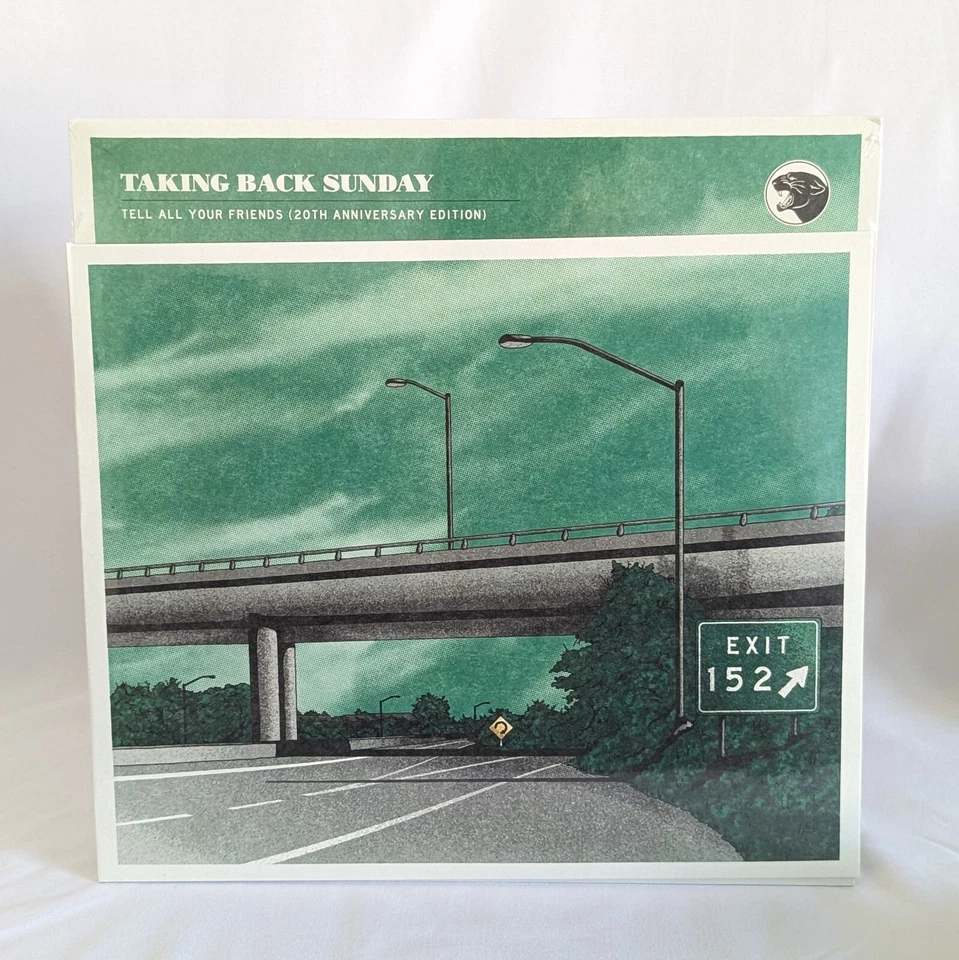 TAKING BACK SUNDAY
TELL ALL YOUR FRIENDS (20TH ANNIVERSARY EDITION)
EXIT
152